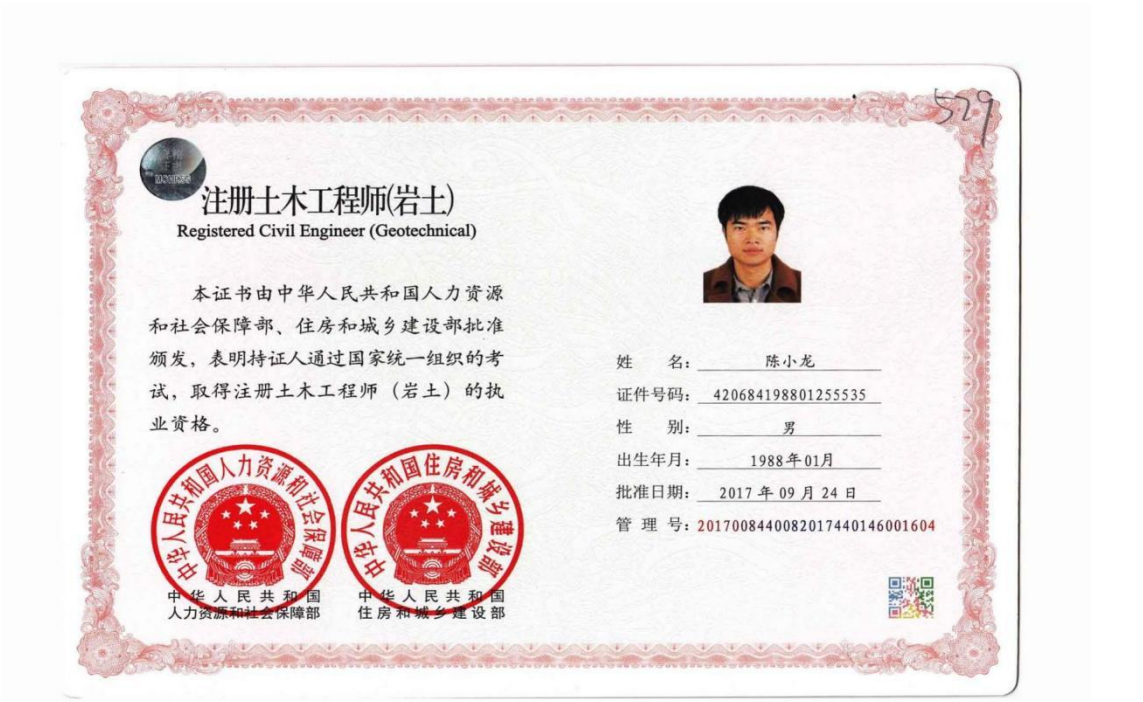 529
注册土木工程师(岩土)
Registered Civil Engineer (Geotechnical)
本证书由中华人民共和国人力资源
和社会保障部、住房和城乡建设部批准
颁发，表明持证人通过国家统一组织的考
试，取得注册土木工程师（岩土）的执
业资格。
中华人民共和国人力资源和社会保障部
中华人民共和国住房和城乡建设部
中华人民共和国
人力资源和社会保障部
中华人民共和国
住房和城乡建设部
姓 名：陈小龙
证件号码：420684198801255535
性 别：男
出生年月：1988年01月
批准日期：2017年09月24日
管 理 号：2017008440082017440146001604